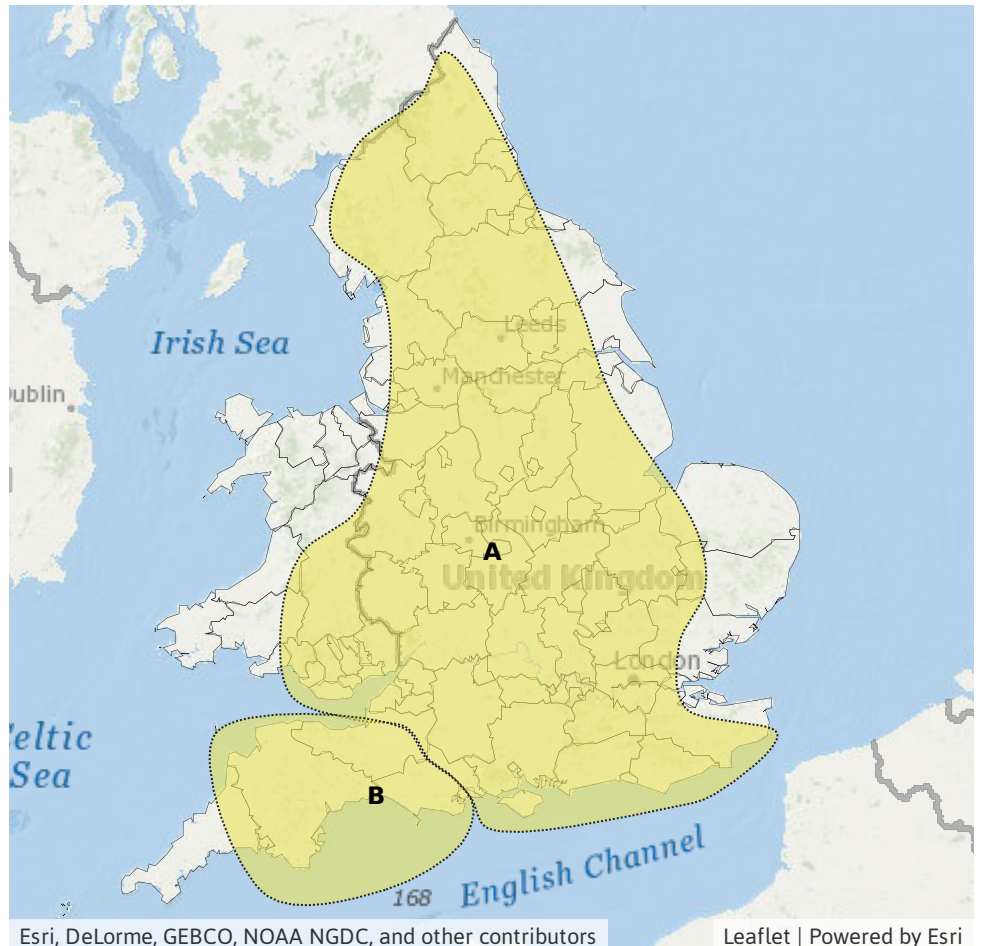 Leeds
Irish Sea
Manchester
ublin
Birmingham
A
United Kingdom
London
eltic
Sea
B
English Channel
168
Esri, DeLorme, GEBCO, NOAA NGDC, and other contributors
Leaflet | Powered by Esri